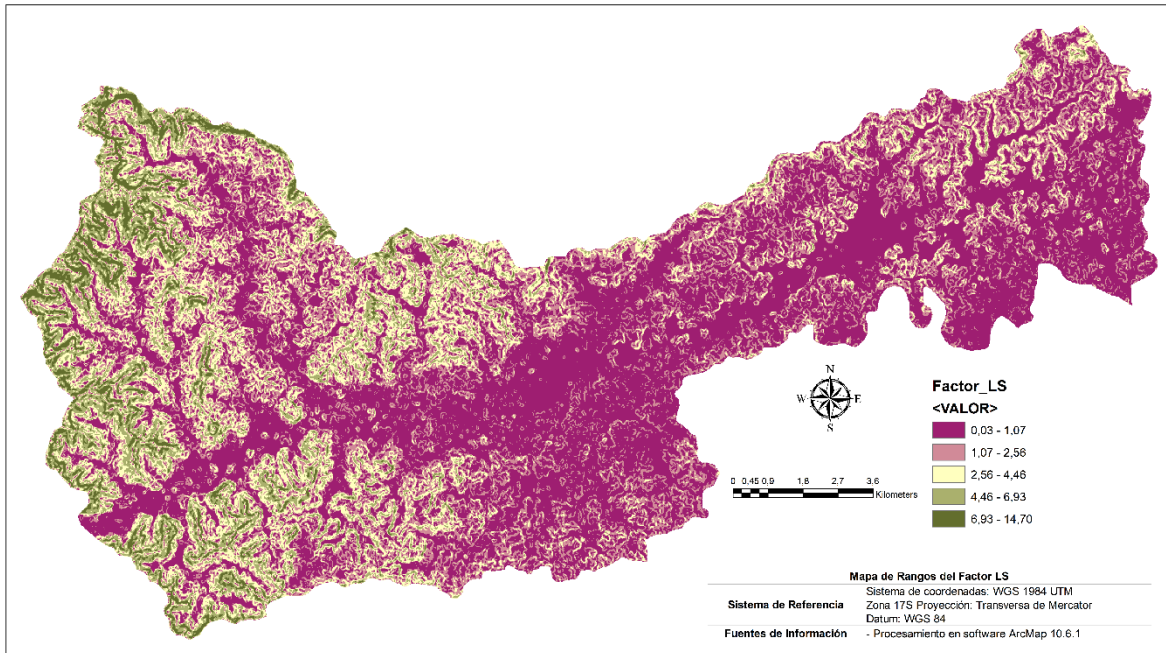 N
W E
S
Factor_LS
<VALOR>
0,03 - 1,07
1,07 - 2,56
2,56 - 4,46
4,46 - 6,93
6,93 - 14,70
0 0,45 0,9 1,8 2,7 3,6
Kilometers
Mapa de Rangos del Factor LS
Sistema de Referencia
Sistema de coordenadas: WGS 1984 UTM
Zona 17S Proyección: Transversa de Mercator
Datum: WGS 84
Fuentes de Información - Procesamiento en software ArcMap 10.6.1